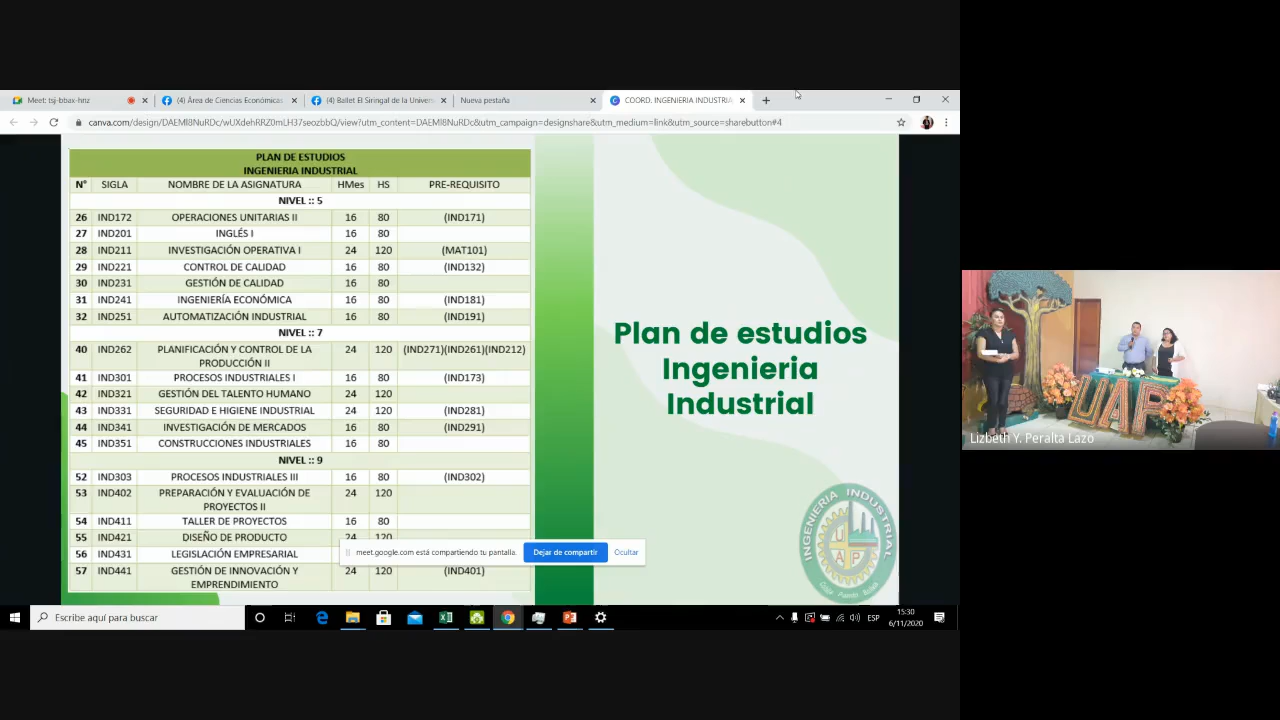 Meet: tsj-bbax-hnz
(4) Área de Ciencias Económicas
(4) Ballet El Siringal de la Univers
Nueva pestaña
COORD. INGENIERIA INDUSTRIA
canva.com/design/DAEMl8NuRDc/wUXdehRRZ0mLH37seozbbQ/view?utm_content=DAEMl8NuRDc&utm_campaign=designshare&utm_medium=link&utm_source=sharebutton#4
PLAN DE ESTUDIOS
INGENIERIA INDUSTRIAL
N° SIGLA NOMBRE DE LA ASIGNATURA HMes HS PRE-REQUISITO
NIVEL :: 5
26 IND172 OPERACIONES UNITARIAS II 16 80 (IND171)
27 IND201 INGLÉS I 16 80
28 IND211 INVESTIGACIÓN OPERATIVA I 24 120 (MAT101)
29 IND221 CONTROL DE CALIDAD 16 80 (IND132)
30 IND231 GESTIÓN DE CALIDAD 16 80
31 IND241 INGENIERÍA ECONÓMICA 16 80 (IND181)
32 IND251 AUTOMATIZACIÓN INDUSTRIAL 16 80 (IND191)
NIVEL :: 7
40 IND262 PLANIFICACIÓN Y CONTROL DE LA PRODUCCIÓN II 24 120 (IND271)(IND261)(IND212)
41 IND301 PROCESOS INDUSTRIALES I 16 80 (IND173)
42 IND321 GESTIÓN DEL TALENTO HUMANO 24 120
43 IND331 SEGURIDAD E HIGIENE INDUSTRIAL 24 120 (IND281)
44 IND341 INVESTIGACIÓN DE MERCADOS 16 80 (IND291)
45 IND351 CONSTRUCCIONES INDUSTRIALES 16 80
NIVEL :: 9
52 IND303 PROCESOS INDUSTRIALES III 16 80 (IND302)
53 IND402 PREPARACIÓN Y EVALUACIÓN DE PROYECTOS II 24 120
54 IND411 TALLER DE PROYECTOS 16 80
55 IND421 DISEÑO DE PRODUCTO 24 120
56 IND431 LEGISLACIÓN EMPRESARIAL
57 IND441 GESTIÓN DE INNOVACIÓN Y EMPRENDIMIENTO 24 120 (IND401)
meet.google.com está compartiendo tu pantalla.
Dejar de compartir
Ocultar
Plan de estudios
Ingenieria
Industrial
INGENIERIA INDUSTRIAL
UAP
UAP
Lizbeth Y. Peralta Lazo
Escribe aquí para buscar
ESP
15:30
6/11/2020